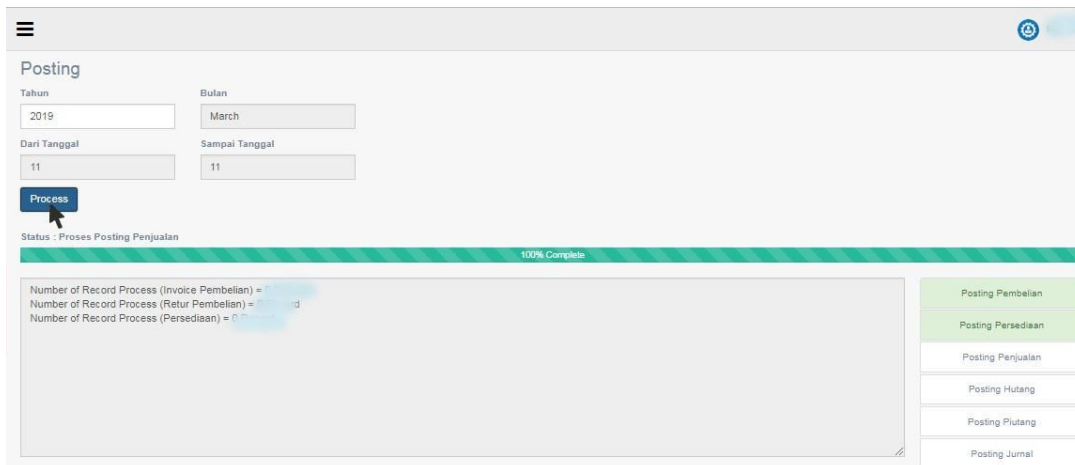 Posting
Tahun
Bulan
2019
March
Dari Tanggal
Sampai Tanggal
11
11
Process
Status : Proses Posting Penjualan
100% Complete
Number of Record Process (Invoice Pembelian) =
Number of Record Process (Retur Pembelian) =
Number of Record Process (Persediaan) =
Posting Pembelian
Posting Persediaan
Posting Penjualan
Posting Hutang
Posting Piutang
Posting Jurnal